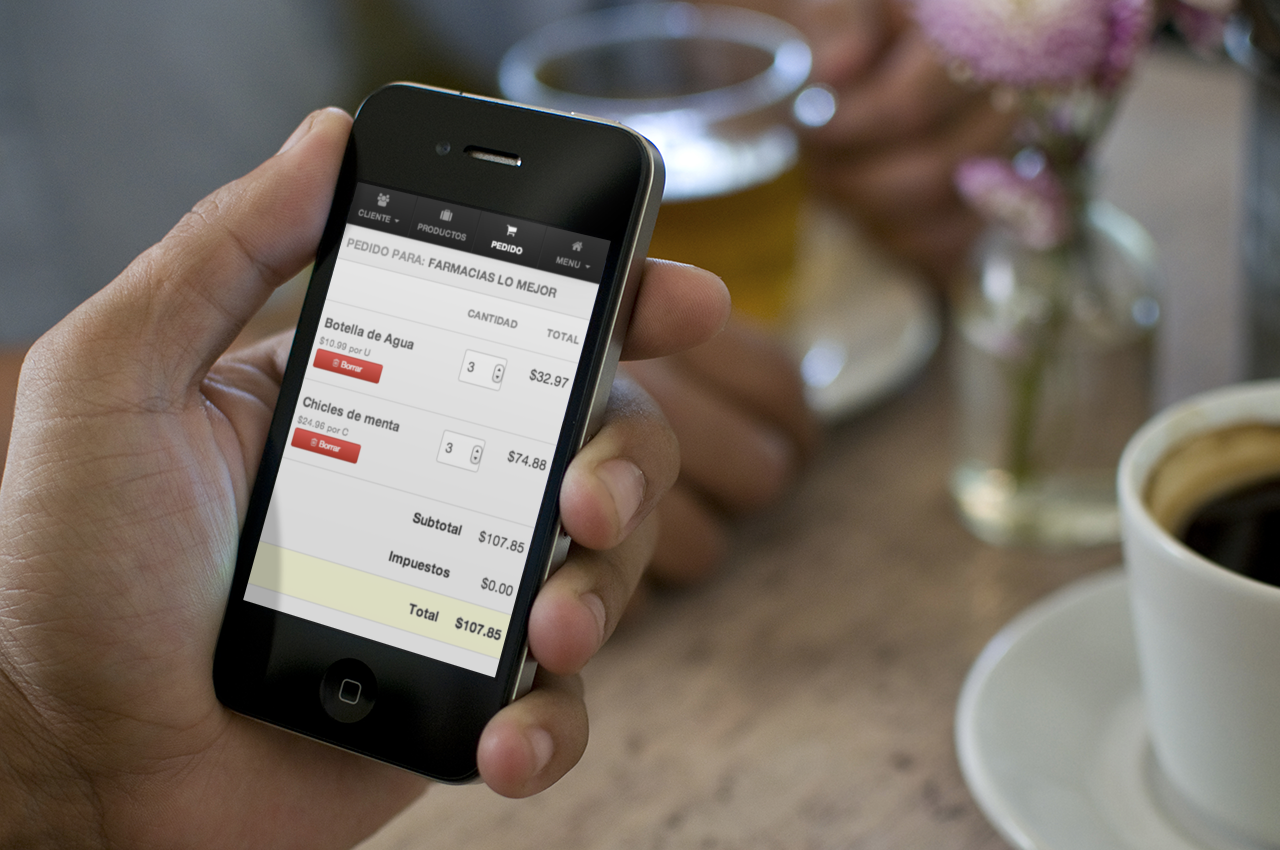 CLIENTE PRODUCTOS PEDIDO MENU
PEDIDO PARA: FARMACIAS LO MEJOR
CANTIDAD TOTAL
Botella de Agua
$10.99 por U
Borrar
3 $32.97
Chicles de menta
$24.96 por C
Borrar
3 $74.88
Subtotal $107.85
Impuestos $0.00
Total $107.85